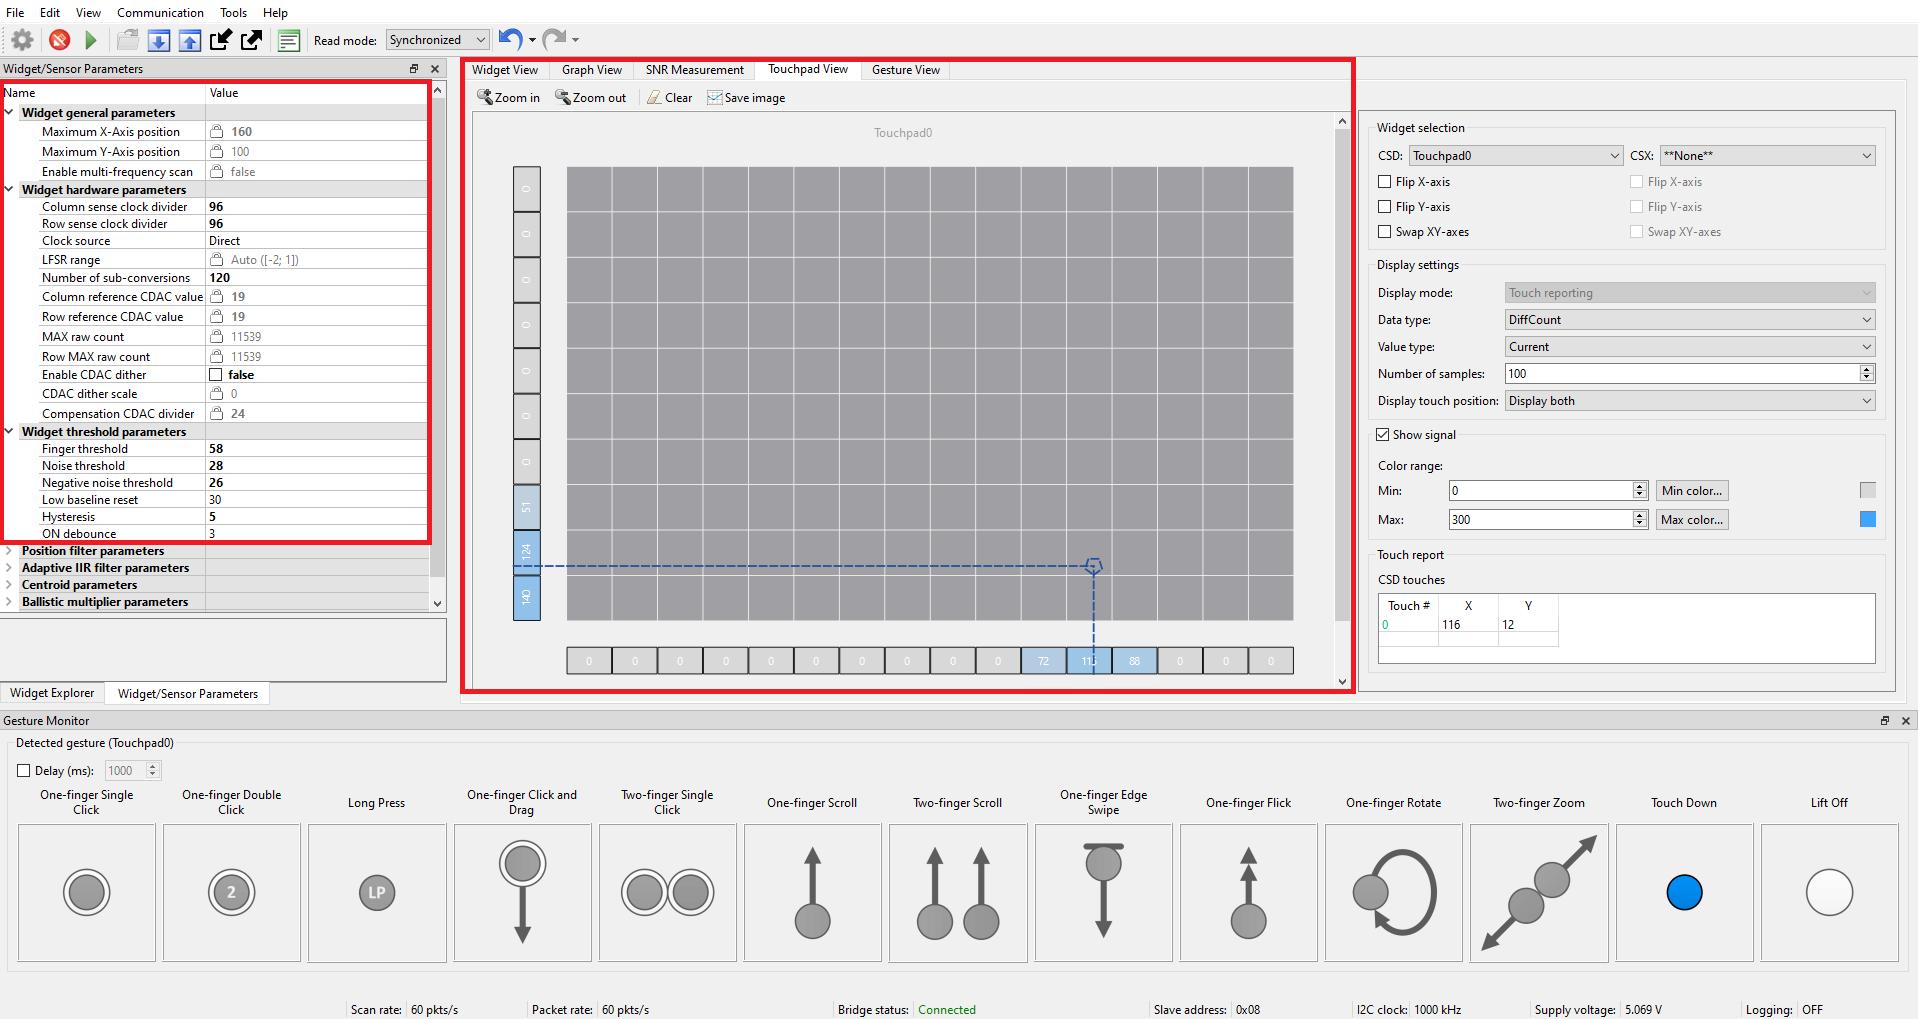 File Edit View Communication Tools Help
Read mode: Synchronized
Widget/Sensor Parameters
Name Value
Widget general parameters
Maximum X-Axis position 160
Maximum Y-Axis position 100
Enable multi-frequency scan false
Widget hardware parameters
Column sense clock divider 96
Row sense clock divider 96
Clock source Direct
LFSR range Auto ([-2; 1])
Number of sub-conversions 120
Column reference CDAC value 19
Row reference CDAC value 19
MAX raw count 11539
Row MAX raw count 11539
Enable CDAC dither false
CDAC dither scale 0
Compensation CDAC divider 24
Widget threshold parameters
Finger threshold 58
Noise threshold 28
Negative noise threshold 26
Low baseline reset 30
Hysteresis 5
ON debounce 3
Position filter parameters
Adaptive IIR filter parameters
Centroid parameters
Ballistic multiplier parameters
Widget Explorer Widget/Sensor Parameters
Widget View Graph View SNR Measurement Touchpad View Gesture View
Zoom in Zoom out Clear Save image
Touchpad0
0
0
0
0
0
0
0
51
124
140
0 0 0 0 0 0 0 0 0 0 72 88 0 0 0
Widget selection
CSD: Touchpad0 CSX: **None**
Flip X-axis Flip X-axis
Flip Y-axis Flip Y-axis
Swap XY-axes Swap XY-axes
Display settings
Display mode: Touch reporting
Data type: DiffCount
Value type: Current
Number of samples: 100
Display touch position: Display both
Show signal
Color range:
Min: 0 Min color...
Max: 300 Max color...
Touch report
CSD touches
Touch # X Y
0 116 12
Gesture Monitor
Detected gesture (Touchpad0)
Delay (ms): 1000
One-finger Single Click
One-finger Double Click
Long Press
One-finger Click and Drag
Two-finger Single Click
One-finger Scroll
Two-finger Scroll
One-finger Edge Swipe
One-finger Flick
One-finger Rotate
Two-finger Zoom
Touch Down
Lift Off
2
LP
Scan rate: 60 pkts/s Packet rate: 60 pkts/s Bridge status: Connected Slave address: 0x08 I2C clock: 1000 kHz Supply voltage: 5.069 V Logging: OFF